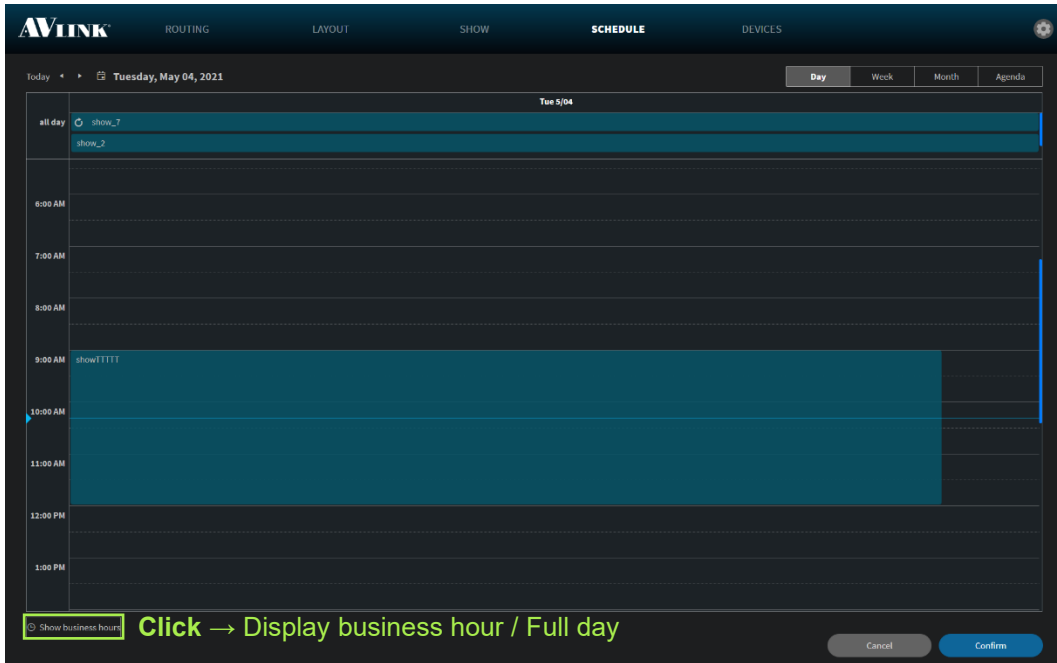 AVLINK
ROUTING
LAYOUT
SHOW
SCHEDULE
DEVICES
Today
Tuesday, May 04, 2021
Day
Week
Month
Agenda
Tue 5/04
all day
show_7
show_2
6:00 AM
7:00 AM
8:00 AM
9:00 AM
showTTTTT
10:00 AM
11:00 AM
12:00 PM
1:00 PM
Show business hours
Click → Display business hour / Full day
Cancel
Confirm